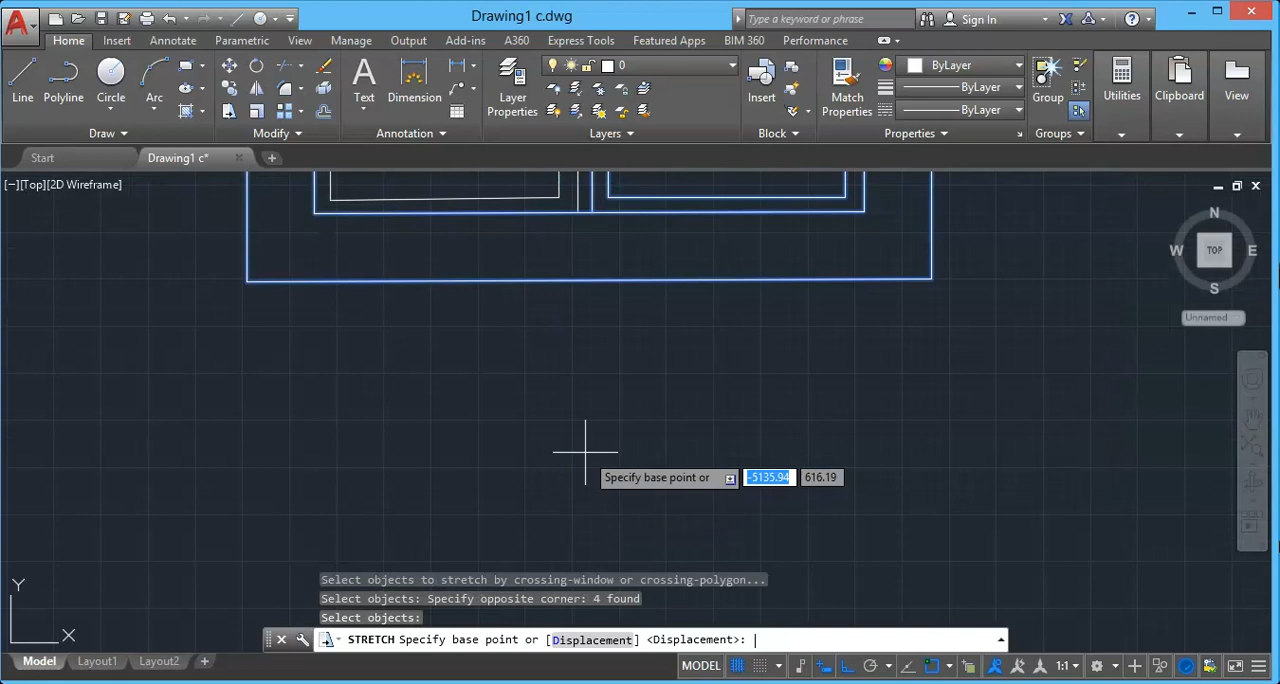 Drawing1 c.dwg
Type a keyword or phrase
Sign In
Home Insert Annotate Parametric View Manage Output Add-ins A360 Express Tools Featured Apps BIM 360 Performance
Line Polyline Circle Arc
Text Dimension
Layer Properties
0
Insert
Match Properties
ByLayer
ByLayer
ByLayer
Group Utilities Clipboard View
Draw Modify Annotation Layers Block Properties Groups
Start Drawing1 c*
[−][Top][2D Wireframe]
N
W TOP E
S
Unnamed
Specify base point or -5135.94 616.19
Y
X
Select objects to stretch by crossing-window or crossing-polygon...
Select objects: Specify opposite corner: 4 found
Select objects:
STRETCH Specify base point or [Displacement] <Displacement>:
Model Layout1 Layout2 +
MODEL 1:1